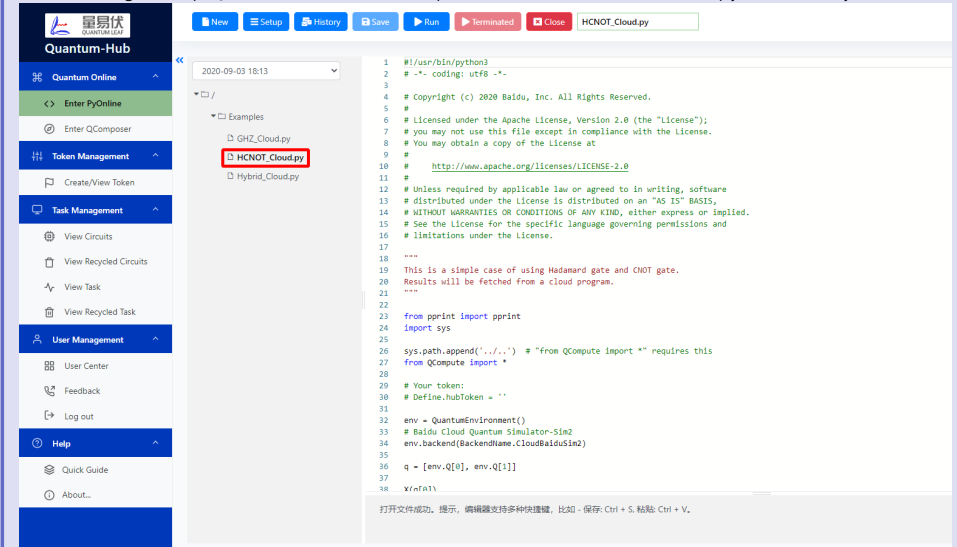 量易伏
QUANTUM LEAF
Quantum-Hub
New
Setup
History
Save
Run
Terminated
Close
HCNOT_Cloud.py
Quantum Online
Enter PyOnline
Enter QComposer
Token Management
Create/View Token
Task Management
View Circuits
View Recycled Circuits
View Task
View Recycled Task
User Management
User Center
Feedback
Log out
Help
Quick Guide
About...
2020-09-03 18:13
/
Examples
GHZ_Cloud.py
HCNOT_Cloud.py
Hybrid_Cloud.py
1 #!/usr/bin/python3
2 # -*- coding: utf8 -*-
3
4 # Copyright (c) 2020 Baidu, Inc. All Rights Reserved.
5 #
6 # Licensed under the Apache License, Version 2.0 (the "License");
7 # you may not use this file except in compliance with the License.
8 # You may obtain a copy of the License at
9 #
10 # http://www.apache.org/licenses/LICENSE-2.0
11 #
12 # Unless required by applicable law or agreed to in writing, software
13 # distributed under the License is distributed on an "AS IS" BASIS,
14 # WITHOUT WARRANTIES OR CONDITIONS OF ANY KIND, either express or implied.
15 # See the License for the specific language governing permissions and
16 # limitations under the License.
17
18 """
19 This is a simple case of using Hadamard gate and CNOT gate.
20 Results will be fetched from a cloud program.
21 """
22
23 from pprint import pprint
24 import sys
25
26 sys.path.append('../..') # "from QCompute import *" requires this
27 from QCompute import *
28
29 # Your token:
30 # Define.hubToken = ''
31
32 env = QuantumEnvironment()
33 # Baidu Cloud Quantum Simulator-Sim2
34 env.backend(BackendName.CloudBaiduSim2)
35
36 q = [env.Q[0], env.Q[1]]
37
38 X(q[0])
打开文件成功。提示，编辑器支持多种快捷键，比如 - 保存: Ctrl + S, 粘贴: Ctrl + V。